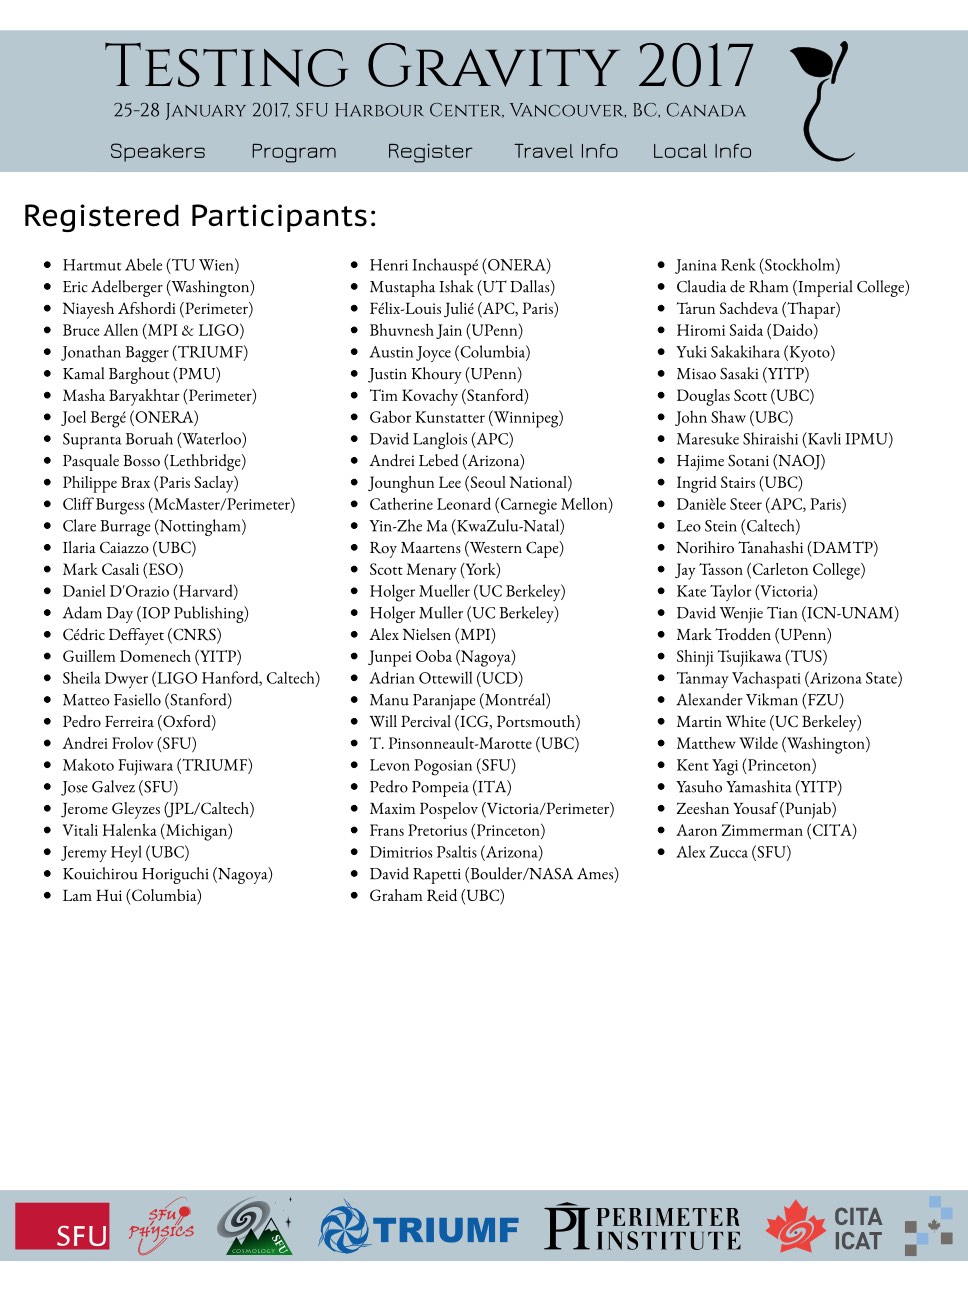 Testing Gravity 2017
25-28 January 2017, SFU Harbour Center, Vancouver, BC, Canada
Speakers Program Register Travel Info Local Info
Registered Participants:
Hartmut Abele (TU Wien)
Eric Adelberger (Washington)
Niayesh Afshordi (Perimeter)
Bruce Allen (MPI & LIGO)
Jonathan Bagger (TRIUMF)
Kamal Barghout (PMU)
Masha Baryakhtar (Perimeter)
Joel Bergé (ONERA)
Supranta Boruah (Waterloo)
Pasquale Bosso (Lethbridge)
Philippe Brax (Paris Saclay)
Cliff Burgess (McMaster/Perimeter)
Clare Burrage (Nottingham)
Ilaria Caiazzo (UBC)
Mark Casali (ESO)
Daniel D'Orazio (Harvard)
Adam Day (IOP Publishing)
Cédric Deffayet (CNRS)
Guillem Domenech (YITP)
Sheila Dwyer (LIGO Hanford, Caltech)
Matteo Fasiello (Stanford)
Pedro Ferreira (Oxford)
Andrei Frolov (SFU)
Makoto Fujiwara (TRIUMF)
Jose Galvez (SFU)
Jerome Gleyzes (JPL/Caltech)
Vitali Halenka (Michigan)
Jeremy Heyl (UBC)
Kouichirou Horiguchi (Nagoya)
Lam Hui (Columbia)
Henri Inchauspé (ONERA)
Mustapha Ishak (UT Dallas)
Félix-Louis Julié (APC, Paris)
Bhuvnesh Jain (UPenn)
Austin Joyce (Columbia)
Justin Khoury (UPenn)
Tim Kovachy (Stanford)
Gabor Kunstatter (Winnipeg)
David Langlois (APC)
Andrei Lebed (Arizona)
Jounghun Lee (Seoul National)
Catherine Leonard (Carnegie Mellon)
Yin-Zhe Ma (KwaZulu-Natal)
Roy Maartens (Western Cape)
Scott Menary (York)
Holger Mueller (UC Berkeley)
Holger Muller (UC Berkeley)
Alex Nielsen (MPI)
Junpei Ooba (Nagoya)
Adrian Ottewill (UCD)
Manu Paranjape (Montréal)
Will Percival (ICG, Portsmouth)
T. Pinsonneault-Marotte (UBC)
Levon Pogosian (SFU)
Pedro Pompeia (ITA)
Maxim Pospelov (Victoria/Perimeter)
Frans Pretorius (Princeton)
Dimitrios Psaltis (Arizona)
David Rapetti (Boulder/NASA Ames)
Graham Reid (UBC)
Janina Renk (Stockholm)
Claudia de Rham (Imperial College)
Tarun Sachdeva (Thapar)
Hiromi Saida (Daido)
Yuki Sakakihara (Kyoto)
Misao Sasaki (YITP)
Douglas Scott (UBC)
John Shaw (UBC)
Maresuke Shiraishi (Kavli IPMU)
Hajime Sotani (NAOJ)
Ingrid Stairs (UBC)
Danièle Steer (APC, Paris)
Leo Stein (Caltech)
Norihiro Tanahashi (DAMTP)
Jay Tasson (Carleton College)
Kate Taylor (Victoria)
David Wenjie Tian (ICN-UNAM)
Mark Trodden (UPenn)
Shinji Tsujikawa (TUS)
Tanmay Vachaspati (Arizona State)
Alexander Vikman (FZU)
Martin White (UC Berkeley)
Matthew Wilde (Washington)
Kent Yagi (Princeton)
Yasuho Yamashita (YITP)
Zeeshan Yousaf (Punjab)
Aaron Zimmerman (CITA)
Alex Zucca (SFU)
SFU
SFU
PHYSICS
COSMOLOGY SFU
TRIUMF
PI PERIMETER
INSTITUTE
CITA
ICAT